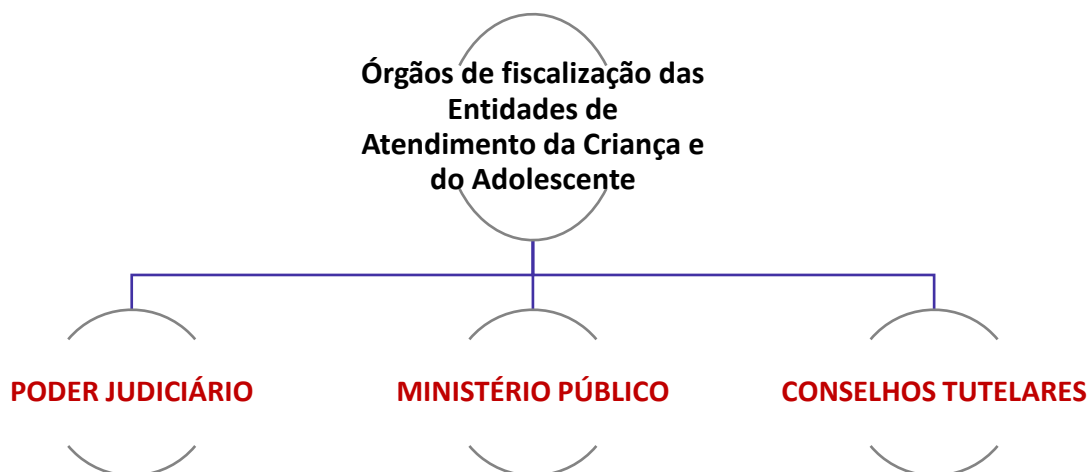 Órgãos de fiscalização das
Entidades de
Atendimento da Criança e
do Adolescente
PODER JUDICIÁRIO
MINISTÉRIO PÚBLICO
CONSELHOS TUTELARES